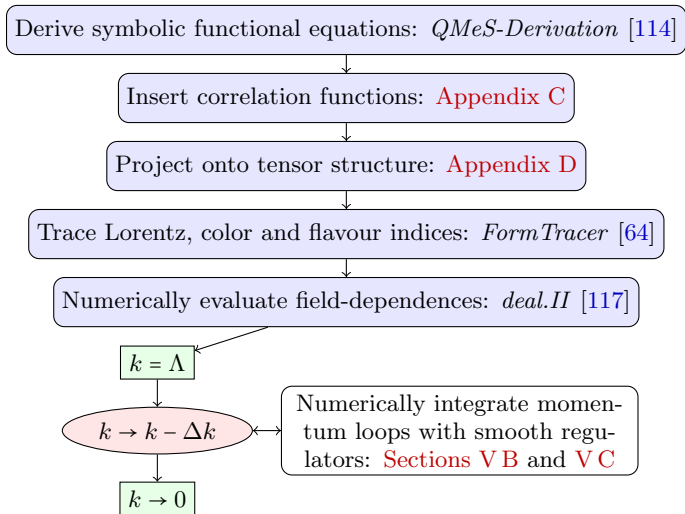 Derive symbolic functional equations: QMeS-Derivation [114]
Insert correlation functions: Appendix C
Project onto tensor structure: Appendix D
Trace Lorentz, color and flavour indices: FormTracer [64]
Numerically evaluate field-dependences: deal.II [117]
k = Λ
k → k − Δk
Numerically integrate momen-
tum loops with smooth regu-
lators: Sections V B and V C
k → 0